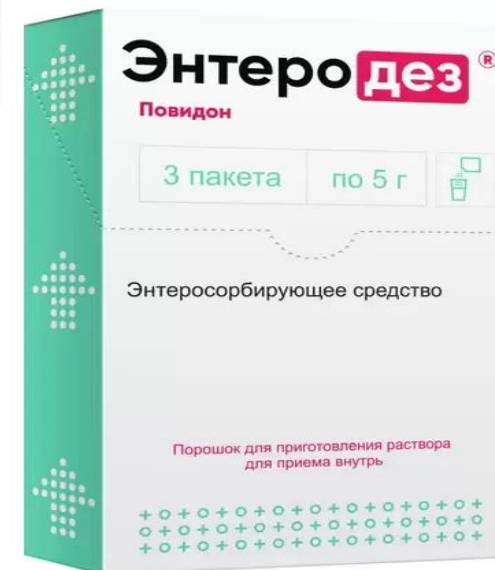 Энтеродез®
Повидон
3 пакета по 5 г
Энтеросорбирующее средство
Порошок для приготовления раствора
для приема внутрь